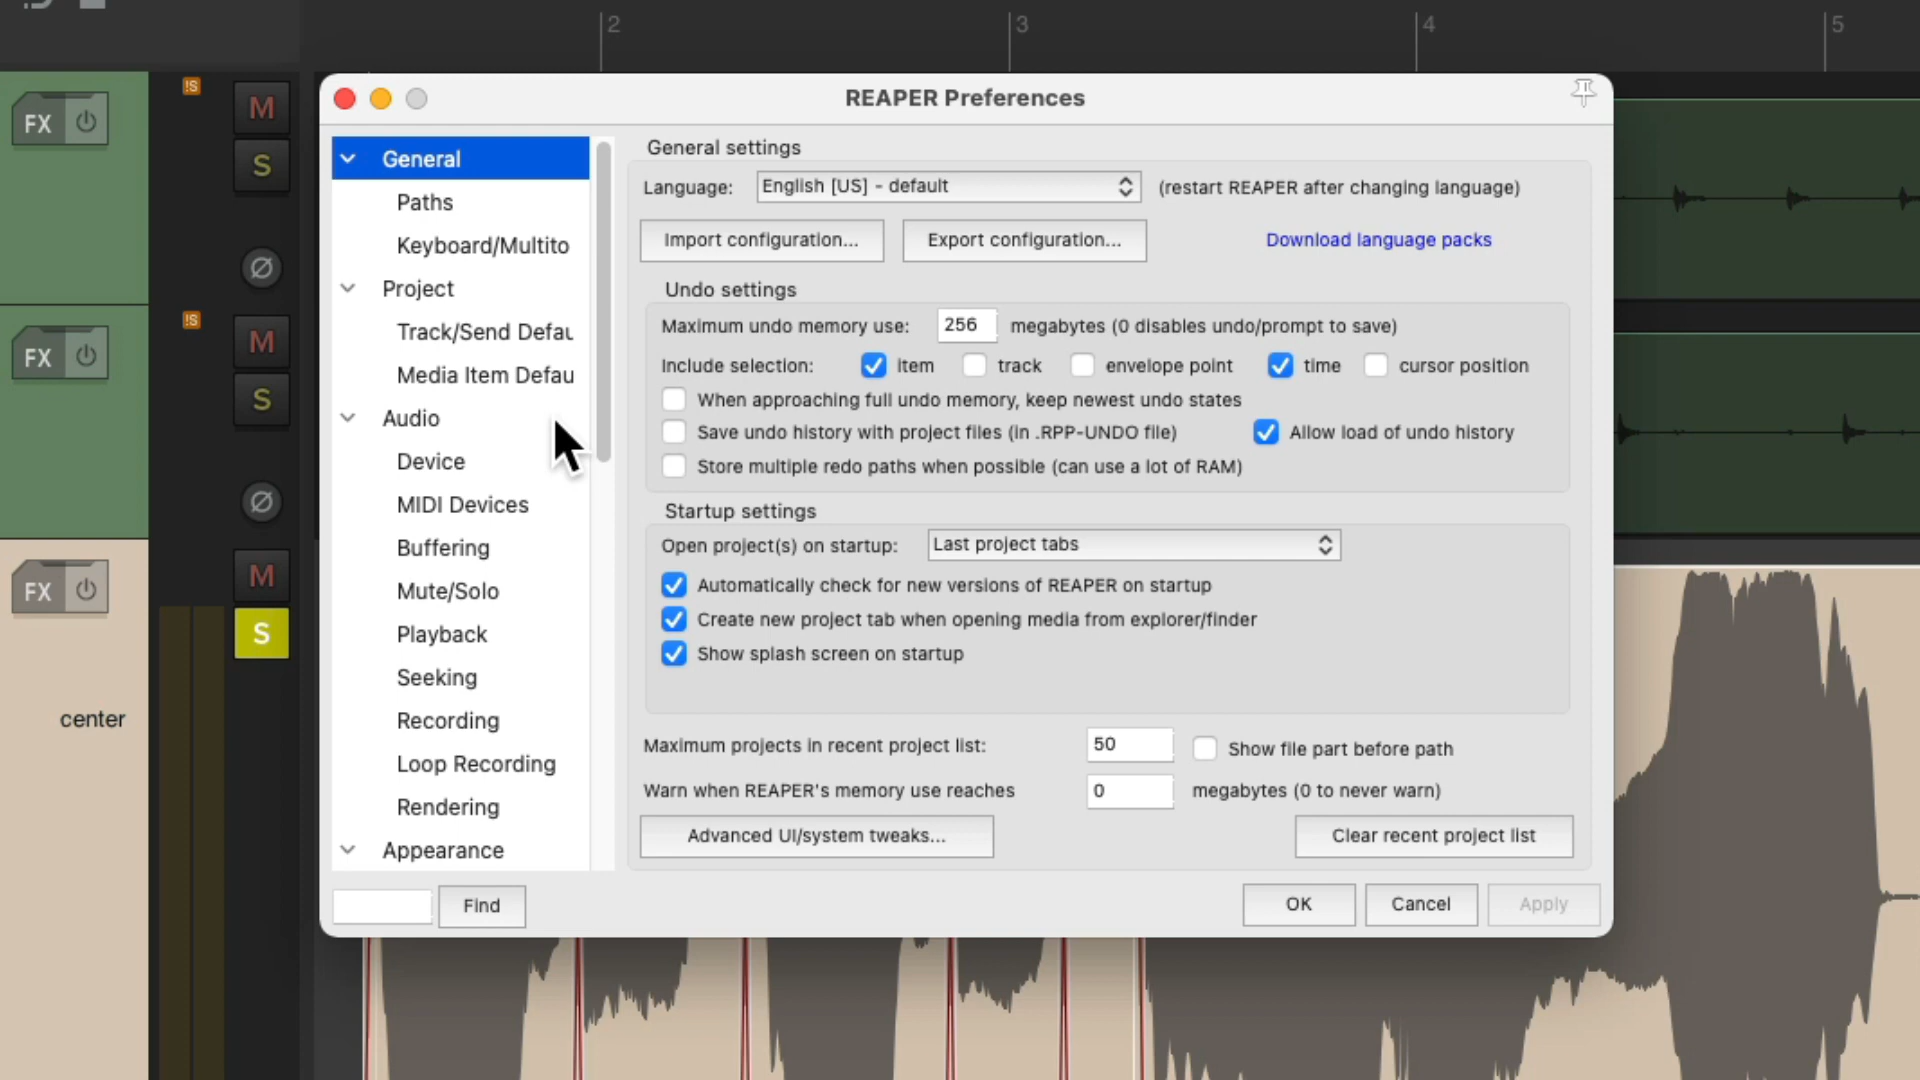 2
3
4
5
FX
!S
M
S
Ø
FX
!S
M
S
Ø
FX
M
S
center
REAPER Preferences
General
Paths
Keyboard/Multito
Project
Track/Send Defau
Media Item Defau
Audio
Device
MIDI Devices
Buffering
Mute/Solo
Playback
Seeking
Recording
Loop Recording
Rendering
Appearance
Find
General settings
Language: English [US] - default (restart REAPER after changing language)
Import configuration... Export configuration... Download language packs
Undo settings
Maximum undo memory use: 256 megabytes (0 disables undo/prompt to save)
Include selection: item track envelope point time cursor position
When approaching full undo memory, keep newest undo states
Save undo history with project files (in .RPP-UNDO file) Allow load of undo history
Store multiple redo paths when possible (can use a lot of RAM)
Startup settings
Open project(s) on startup: Last project tabs
Automatically check for new versions of REAPER on startup
Create new project tab when opening media from explorer/finder
Show splash screen on startup
Maximum projects in recent project list: 50 Show file part before path
Warn when REAPER's memory use reaches 0 megabytes (0 to never warn)
Advanced UI/system tweaks... Clear recent project list
OK Cancel Apply